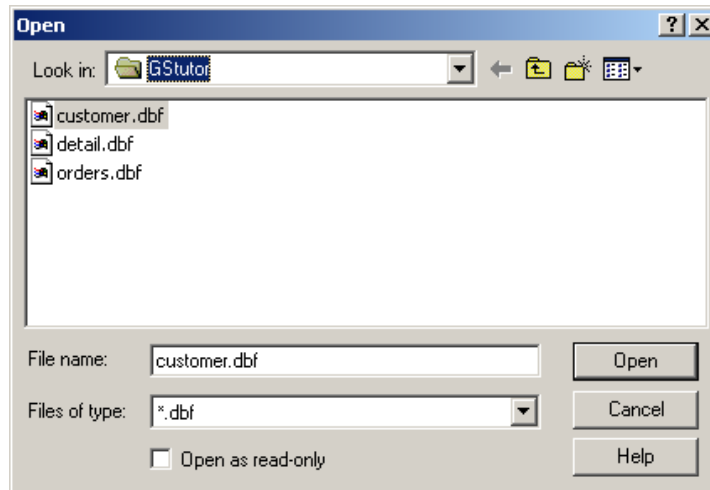 Open
Look in: GStutor
customer.dbf
detail.dbf
orders.dbf
File name: customer.dbf Open
Files of type: *.dbf Cancel
Open as read-only Help